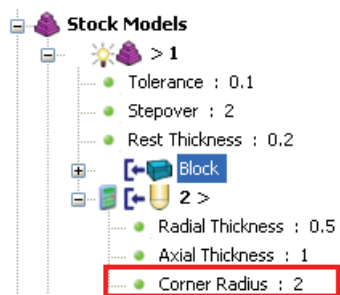 Stock Models
> 1
Tolerance : 0.1
Stepover : 2
Rest Thickness : 0.2
Block
2 >
Radial Thickness : 0.5
Axial Thickness : 1
Corner Radius : 2